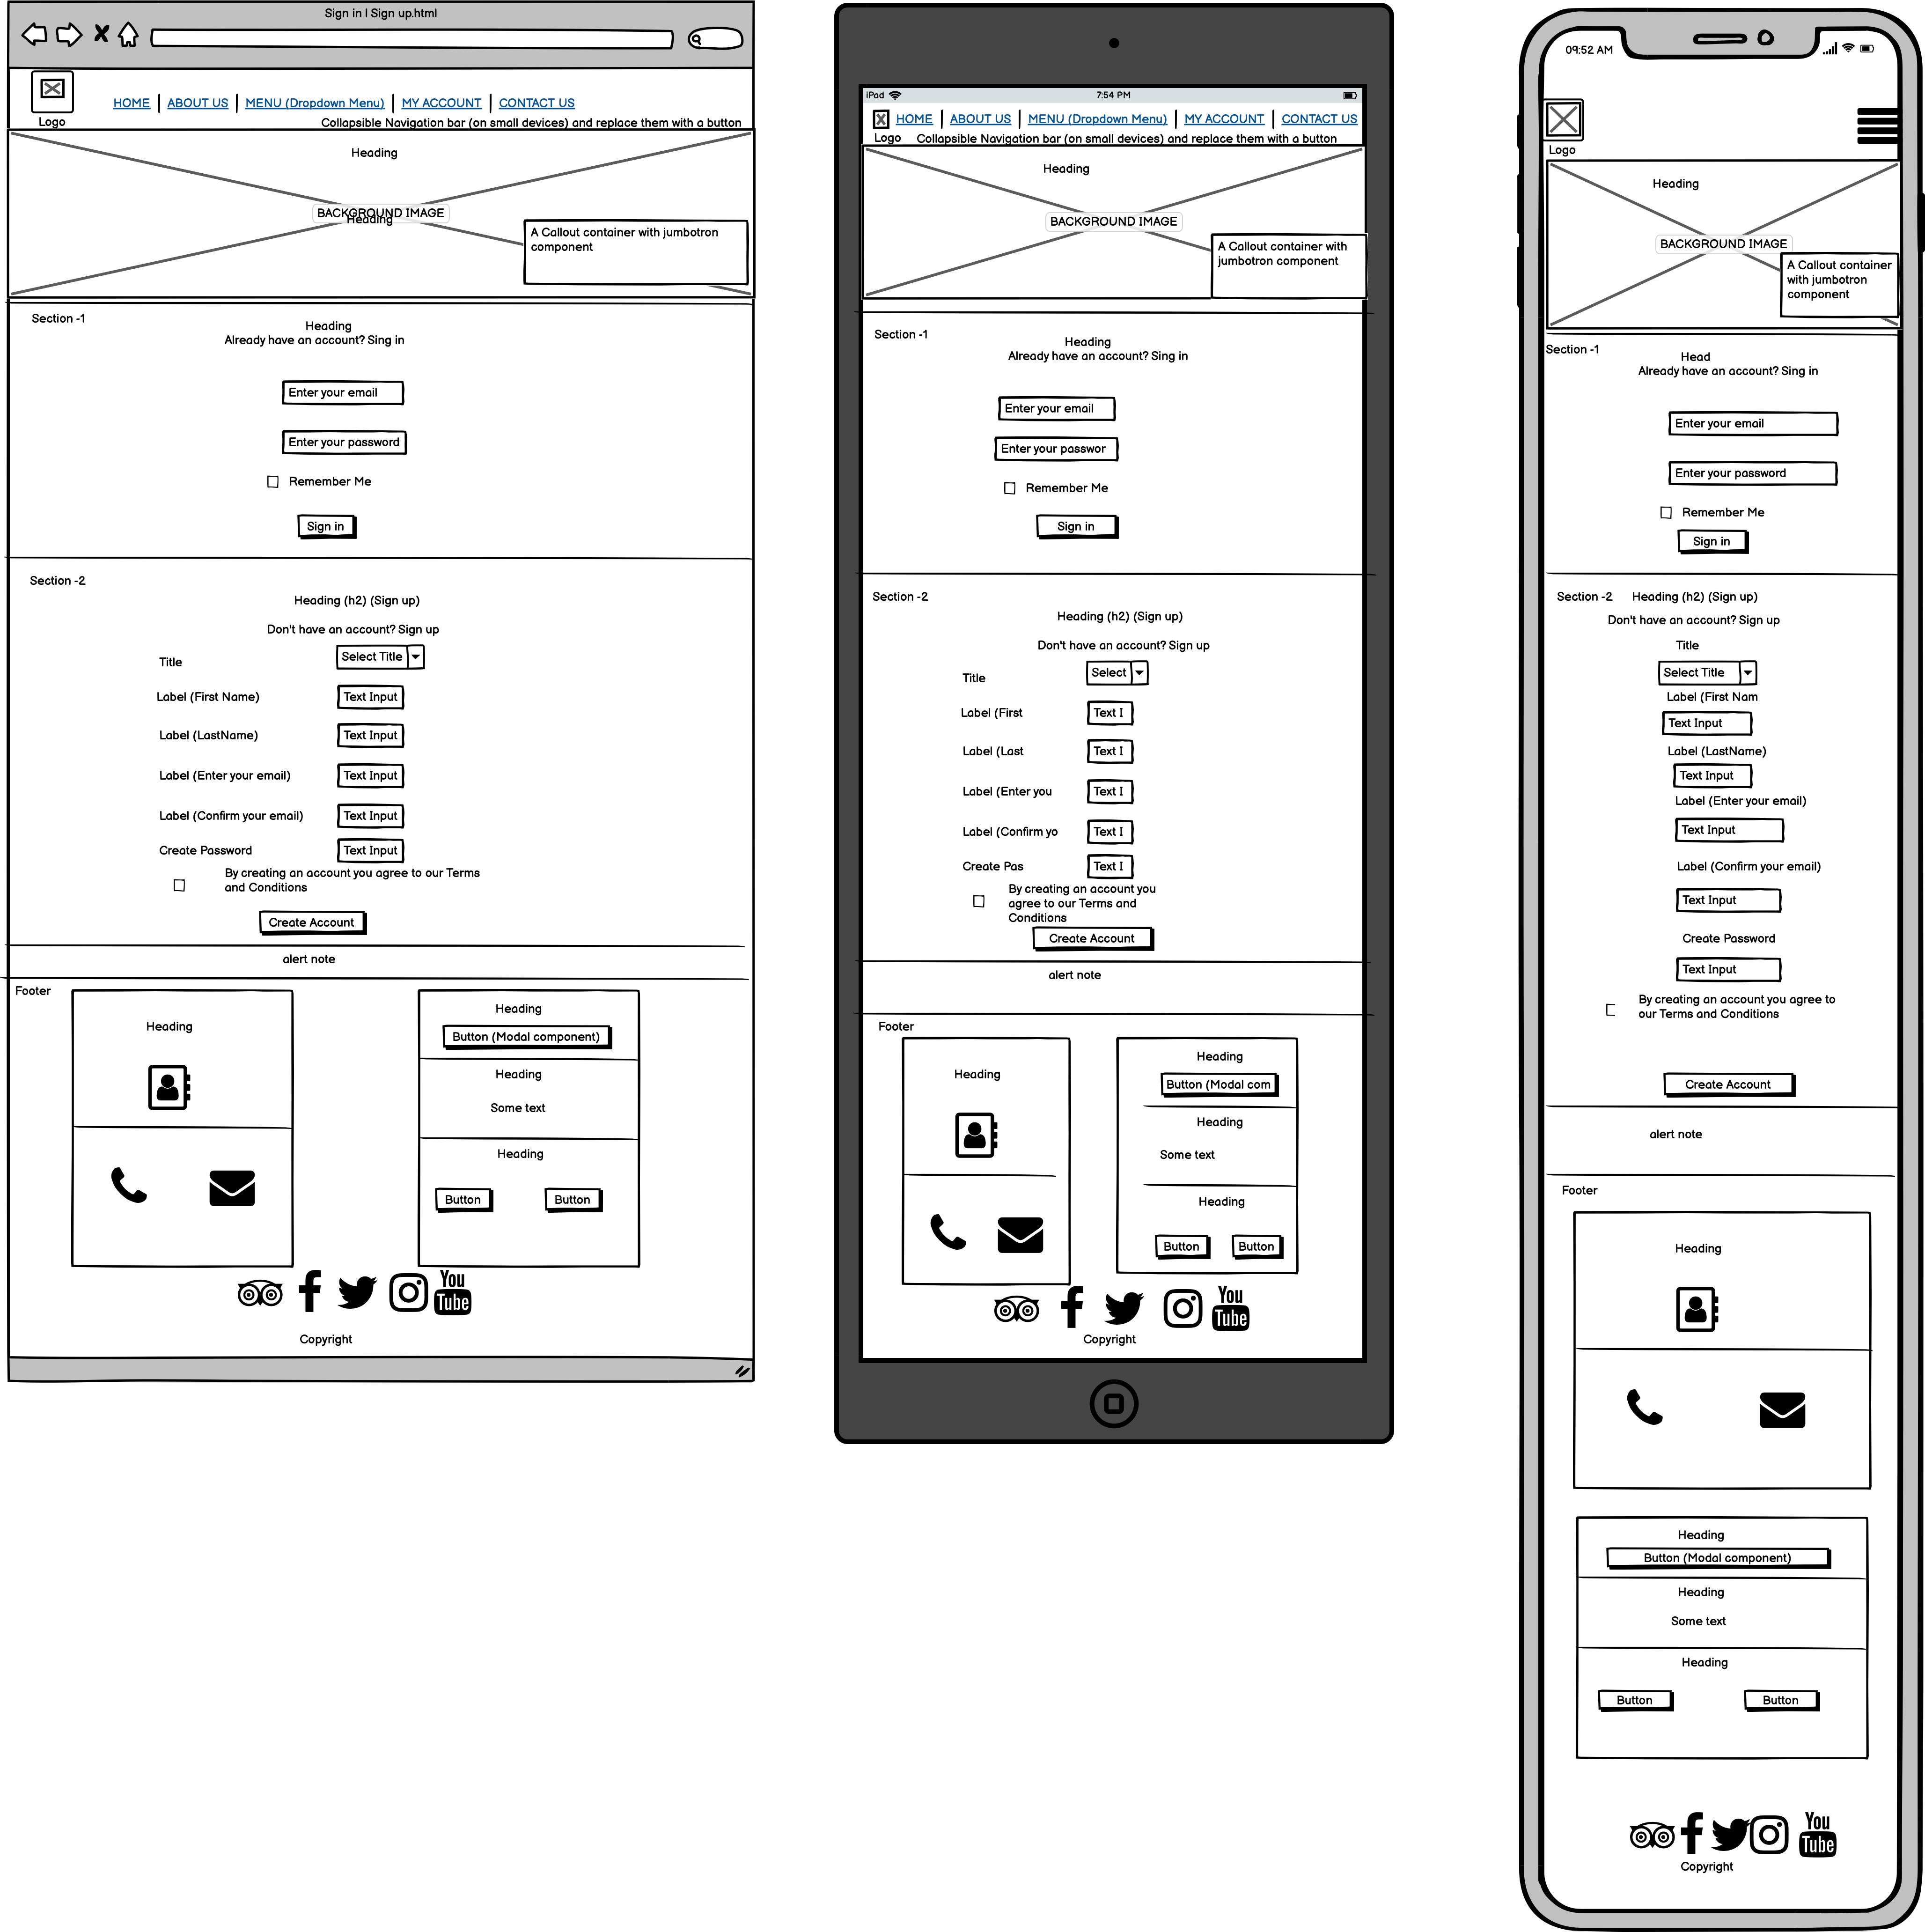 Sign in | Sign up.html
Logo
HOME | ABOUT US | MENU (Dropdown Menu) | MY ACCOUNT | CONTACT US
Collapsible Navigation bar (on small devices) and replace them with a button
Heading
BACKGROUND IMAGE
Heading
A Callout container with jumbotron
component
Section -1
Heading
Already have an account? Sing in
Enter your email
Enter your password
Remember Me
Sign in
Section -2
Heading (h2) (Sign up)
Don't have an account? Sign up
Title
Select Title
Label (First Name)
Text Input
Label (LastName)
Text Input
Label (Enter your email)
Text Input
Label (Confirm your email)
Text Input
Create Password
Text Input
By creating an account you agree to our Terms
and Conditions
Create Account
alert note
Footer
Heading
Heading
Button (Modal component)
Heading
Some text
Heading
Button
Button
You
Tube
Copyright
iPad
7:54 PM
HOME | ABOUT US | MENU (Dropdown Menu) | MY ACCOUNT | CONTACT US
Logo
Collapsible Navigation bar (on small devices) and replace them with a button
Heading
BACKGROUND IMAGE
A Callout container with
jumbotron component
Section -1
Heading
Already have an account? Sing in
Enter your email
Enter your passwor
Remember Me
Sign in
Section -2
Heading (h2) (Sign up)
Don't have an account? Sign up
Title
Select
Label (First
Text I
Label (Last
Text I
Label (Enter you
Text I
Label (Confirm yo
Text I
Create Pas
Text I
By creating an account you
agree to our Terms and
Conditions
Create Account
alert note
Footer
Heading
Heading
Button (Modal com
Heading
Some text
Heading
Button
Button
You
Tube
Copyright
09:52 AM
Logo
Heading
BACKGROUND IMAGE
A Callout container
with jumbotron
component
Section -1
Head
Already have an account? Sing in
Enter your email
Enter your password
Remember Me
Sign in
Section -2
Heading (h2) (Sign up)
Don't have an account? Sign up
Title
Select Title
Label (First Nam
Text Input
Label (LastName)
Text Input
Label (Enter your email)
Text Input
Label (Confirm your email)
Text Input
Create Password
Text Input
By creating an account you agree to
our Terms and Conditions
Create Account
alert note
Footer
Heading
Heading
Button (Modal component)
Heading
Some text
Heading
Button
Button
You
Tube
Copyright